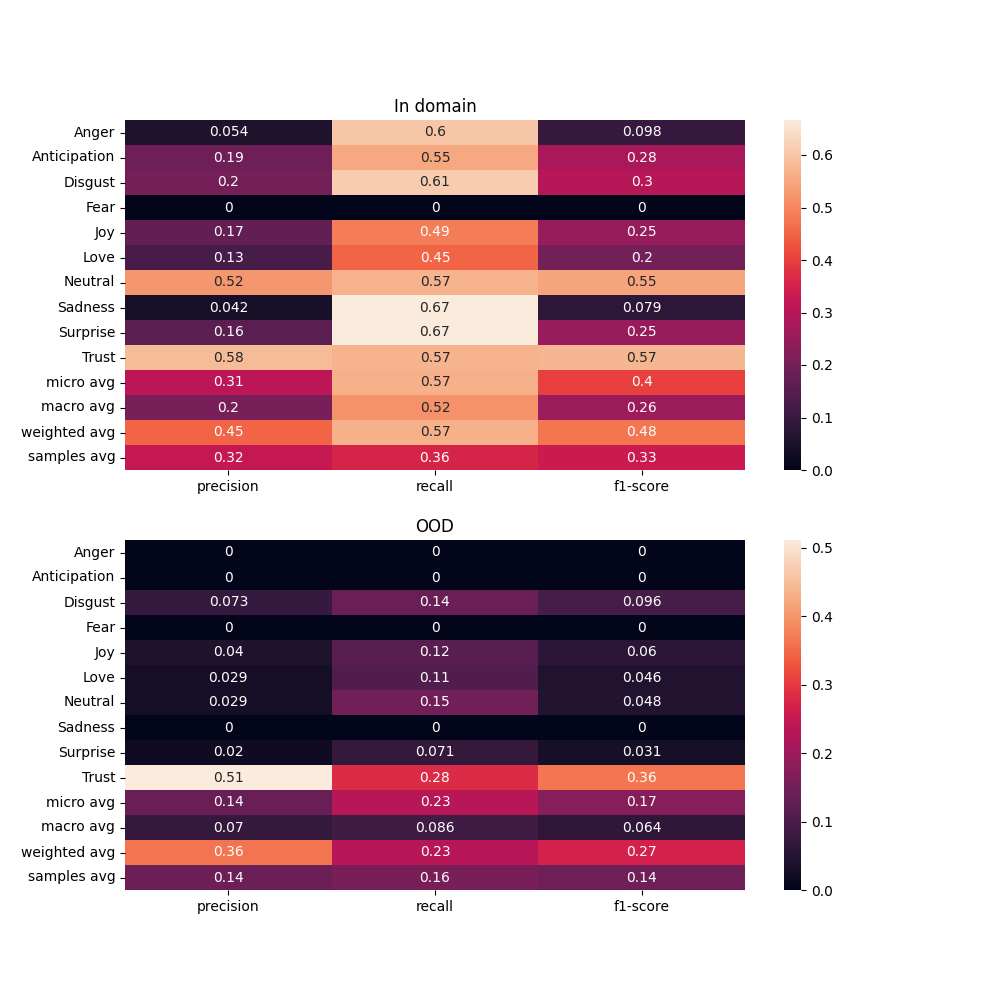 In domain
Anger 0.054 0.6 0.098
Anticipation 0.19 0.55 0.28 0.6
Disgust 0.2 0.61 0.3
Fear 0 0 0 0.5
Joy 0.17 0.49 0.25
Love 0.13 0.45 0.2 0.4
Neutral 0.52 0.57 0.55
Sadness 0.042 0.67 0.079 0.3
Surprise 0.16 0.67 0.25
Trust 0.58 0.57 0.57 0.2
micro avg 0.31 0.57 0.4
macro avg 0.2 0.52 0.26 0.1
weighted avg 0.45 0.57 0.48
samples avg 0.32 0.36 0.33 0.0
precision recall f1-score
OOD
Anger 0 0 0 0.5
Anticipation 0 0 0
Disgust 0.073 0.14 0.096 0.4
Fear 0 0 0
Joy 0.04 0.12 0.06
Love 0.029 0.11 0.046 0.3
Neutral 0.029 0.15 0.048
Sadness 0 0 0
Surprise 0.02 0.071 0.031 0.2
Trust 0.51 0.28 0.36
micro avg 0.14 0.23 0.17
macro avg 0.07 0.086 0.064 0.1
weighted avg 0.36 0.23 0.27
samples avg 0.14 0.16 0.14 0.0
precision recall f1-score